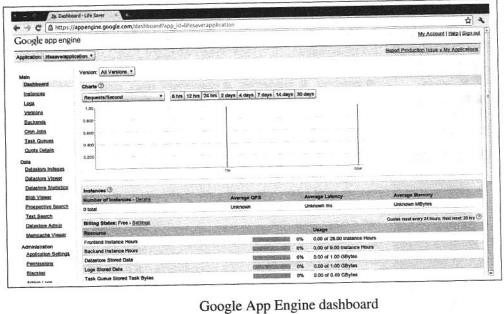 Dashboard - Life Saver
https://appengine.google.com/dashboard?app_id=lifesaverapplication
Google app engine
My Account | Help | Sign out
Application: lifesaverapplication
Report Production Issue
My Applications
Version: All Versions
Main
Dashboard
Instances
Logs
Versions
Backends
Cron Jobs
Task Queues
Quota Details
Data
Datastore Indexes
Datastore Viewer
Datastore Statistics
Blob Viewer
Prospective Search
Text Search
Datastore Admin
Memcache Viewer
Administration
Application Settings
Permissions
Blacklist
Charts
Requests/Second
6 hrs 12 hrs 24 hrs 2 days 4 days 7 days 14 days 30 days
1.00
0.800
0.600
0.400
0.200
now
Instances
Number of Instances - Details Average QPS Average Latency Average Memory
0 total Unknown Unknown ms Unknown MBytes
Billing Status: Free - Settings Quotas reset every 24 hours. Next reset: 20 hrs
Resource Usage
Frontend Instance Hours 0% 0.00 of 28.00 Instance Hours
Backend Instance Hours 0% 0.00 of 9.00 Instance Hours
Datastore Stored Data 0% 0.00 of 1.00 GBytes
Logs Stored Data 0% 0.00 of 1.00 GBytes
Task Queue Stored Task Bytes 0% 0.00 of 0.49 GBytes
Google App Engine dashboard